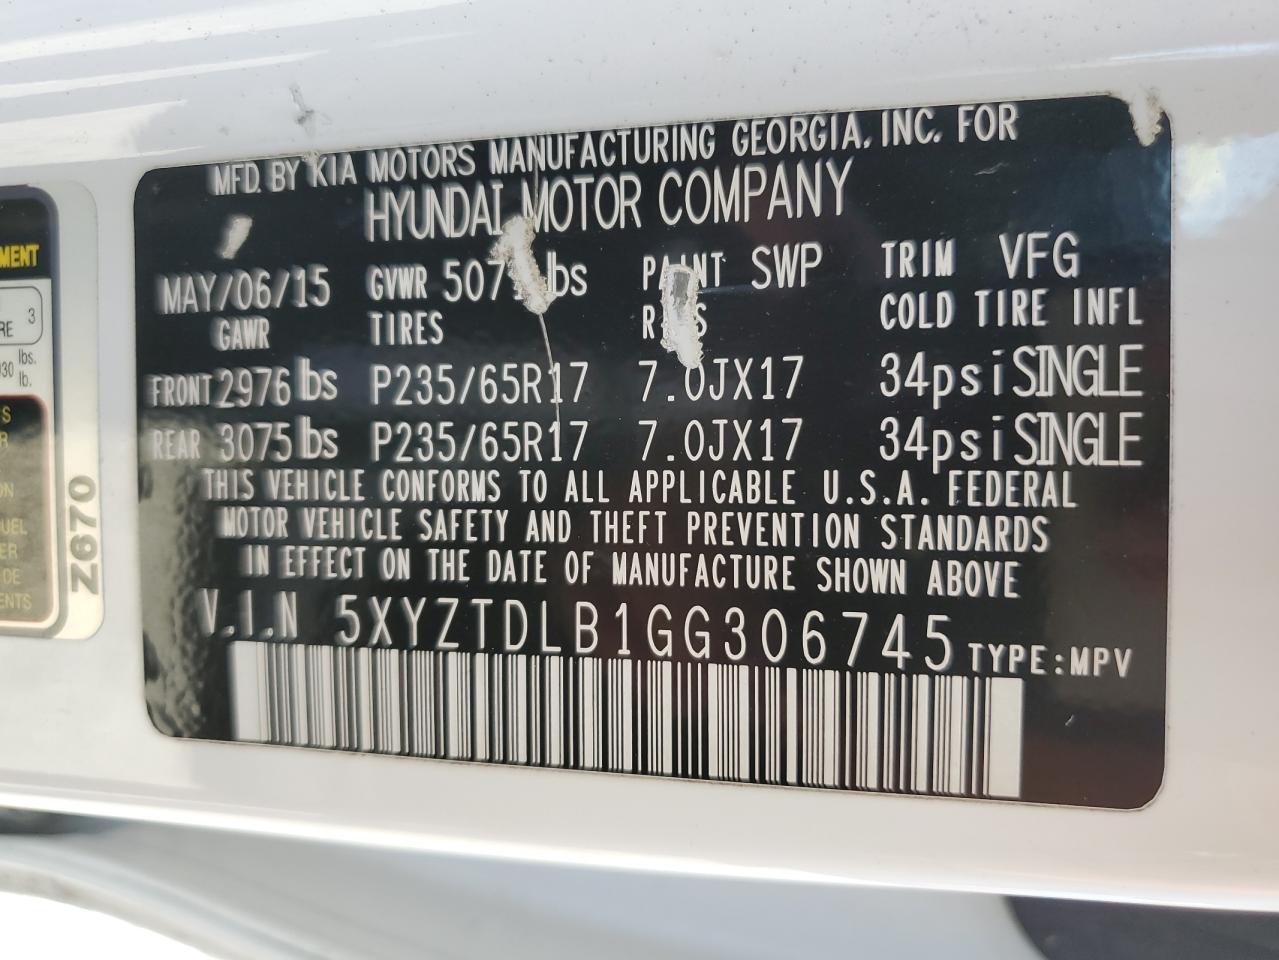 MFD. BY KIA MOTORS MANUFACTURING GEORGIA, INC. FOR
HYUNDAI MOTOR COMPANY
MAY/06/15 GVWR lbs PAINT SWP TRIM VFG
GAWR TIRES COLD TIRE INFL
FRONT 2976 lbs P235/65R17 7.0JX17 34psi SINGLE
REAR 3075 lbs P235/65R17 7.0JX17 34psi SINGLE
THIS VEHICLE CONFORMS TO ALL APPLICABLE U.S.A. FEDERAL
MOTOR VEHICLE SAFETY AND THEFT PREVENTION STANDARDS
IN EFFECT ON THE DATE OF MANUFACTURE SHOWN ABOVE
V.I.N 5XYZTDLB1GG306745 TYPE:MPV
Z670
3
lbs.
lb.